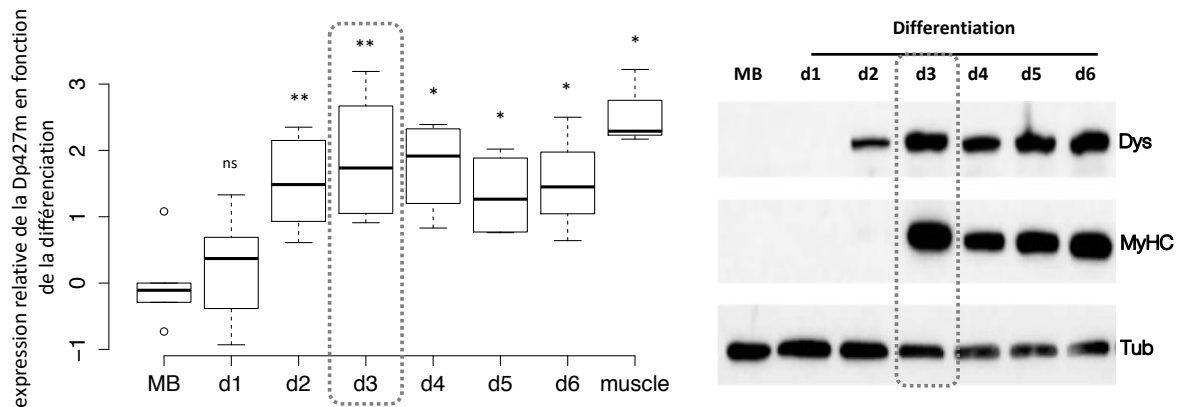 expression relative de la Dp427m en fonction
de la différenciation
3
2
1
0
−1
ns
**
**
*
*
*
*
MB d1 d2 d3 d4 d5 d6 muscle
Differentiation
MB d1 d2 d3 d4 d5 d6
Dys
MyHC
Tub